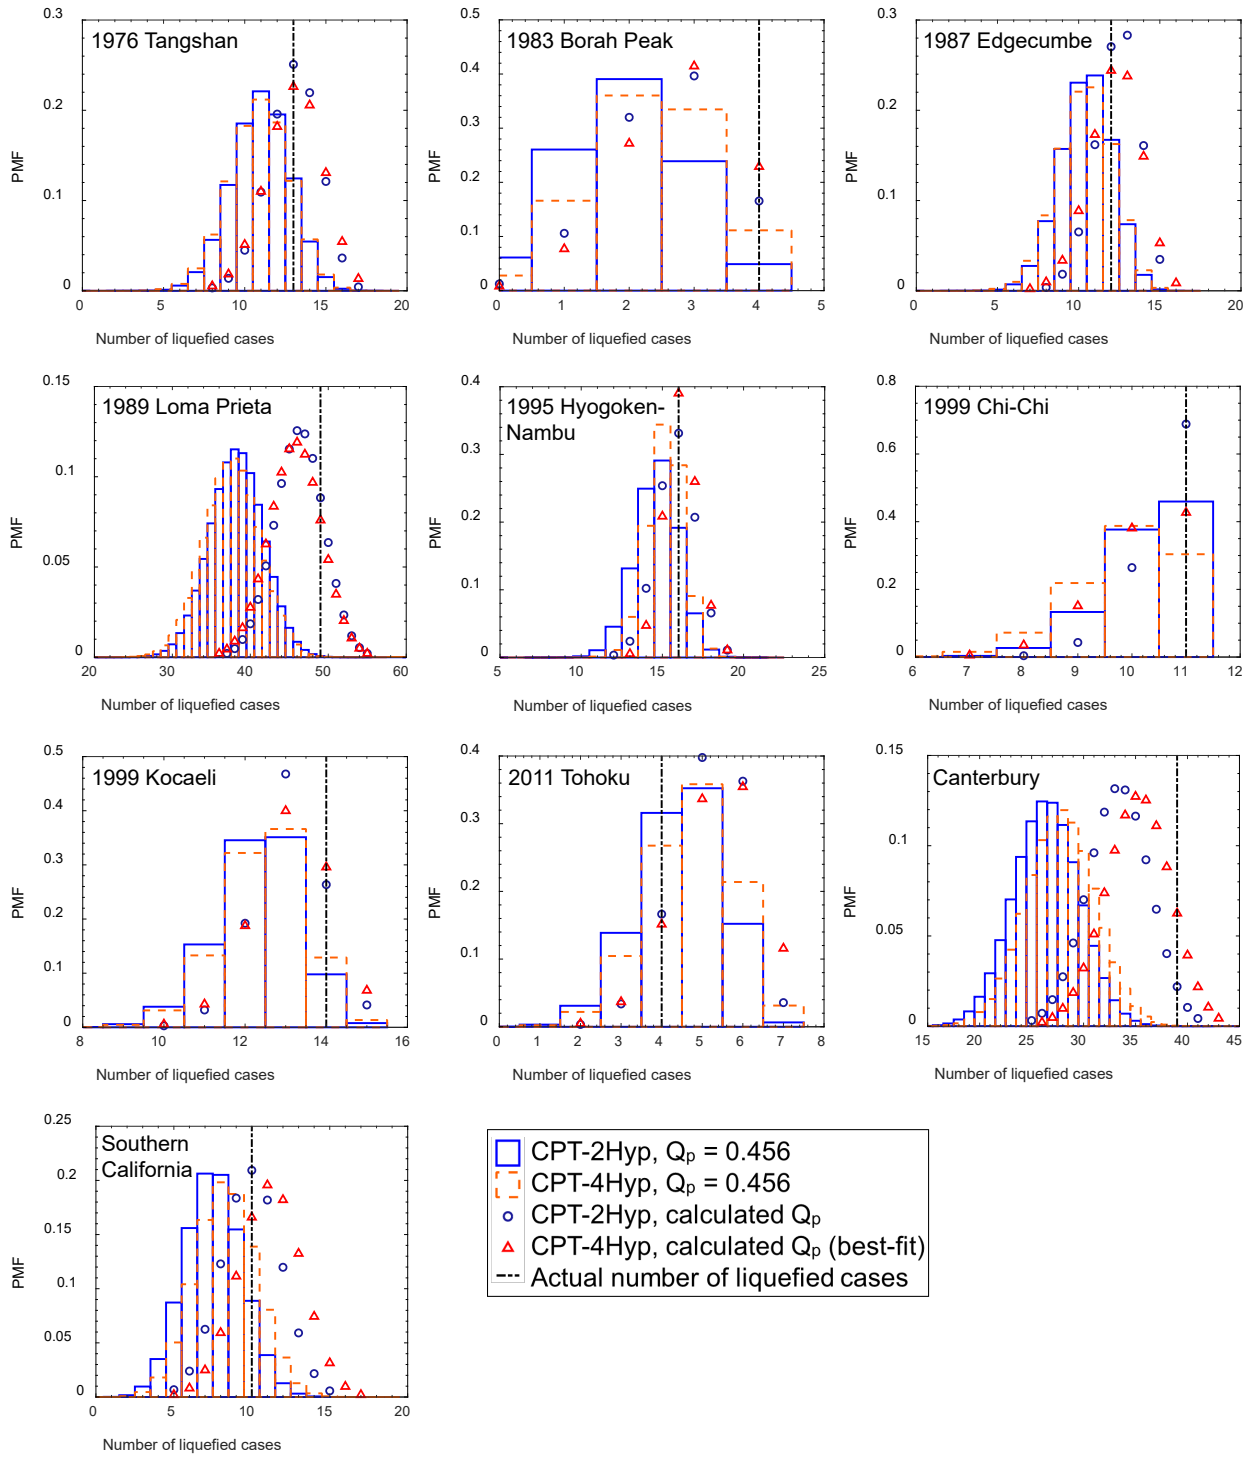 1976 Tangshan
PMF
0.3
0.2
0.1
0
0 5 10 15 20
Number of liquefied cases
1983 Borah Peak
PMF
0.5
0.4
0.3
0.2
0.1
0
0 1 2 3 4 5
Number of liquefied cases
1987 Edgecumbe
PMF
0.3
0.2
0.1
0
0 5 10 15 20
Number of liquefied cases
1989 Loma Prieta
PMF
0.15
0.1
0.05
0
20 30 40 50 60
Number of liquefied cases
1995 Hyogoken-
Nambu
PMF
0.4
0.3
0.2
0.1
0
5 10 15 20 25
Number of liquefied cases
1999 Chi-Chi
PMF
0.8
0.6
0.4
0.2
0
6 7 8 9 10 11 12
Number of liquefied cases
1999 Kocaeli
PMF
0.5
0.4
0.3
0.2
0.1
0
8 10 12 14 16
Number of liquefied cases
2011 Tohoku
PMF
0.4
0.3
0.2
0.1
0
0 1 2 3 4 5 6 7 8
Number of liquefied cases
Canterbury
PMF
0.15
0.1
0.05
0
15 20 25 30 35 40 45
Number of liquefied cases
Southern
California
PMF
0.25
0.2
0.15
0.1
0.05
0
0 5 10 15 20
Number of liquefied cases
CPT-2Hyp, Qp = 0.456
CPT-4Hyp, Qp = 0.456
CPT-2Hyp, calculated Qp
CPT-4Hyp, calculated Qp (best-fit)
Actual number of liquefied cases